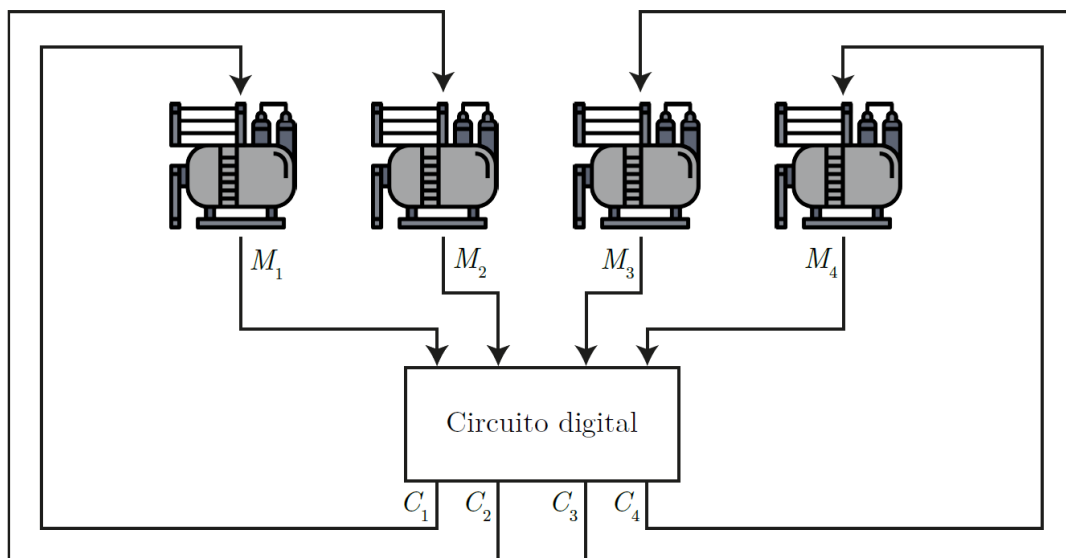 M₁ M₂ M₃ M₄
Circuito digital
C₁ C₂ C₃ C₄